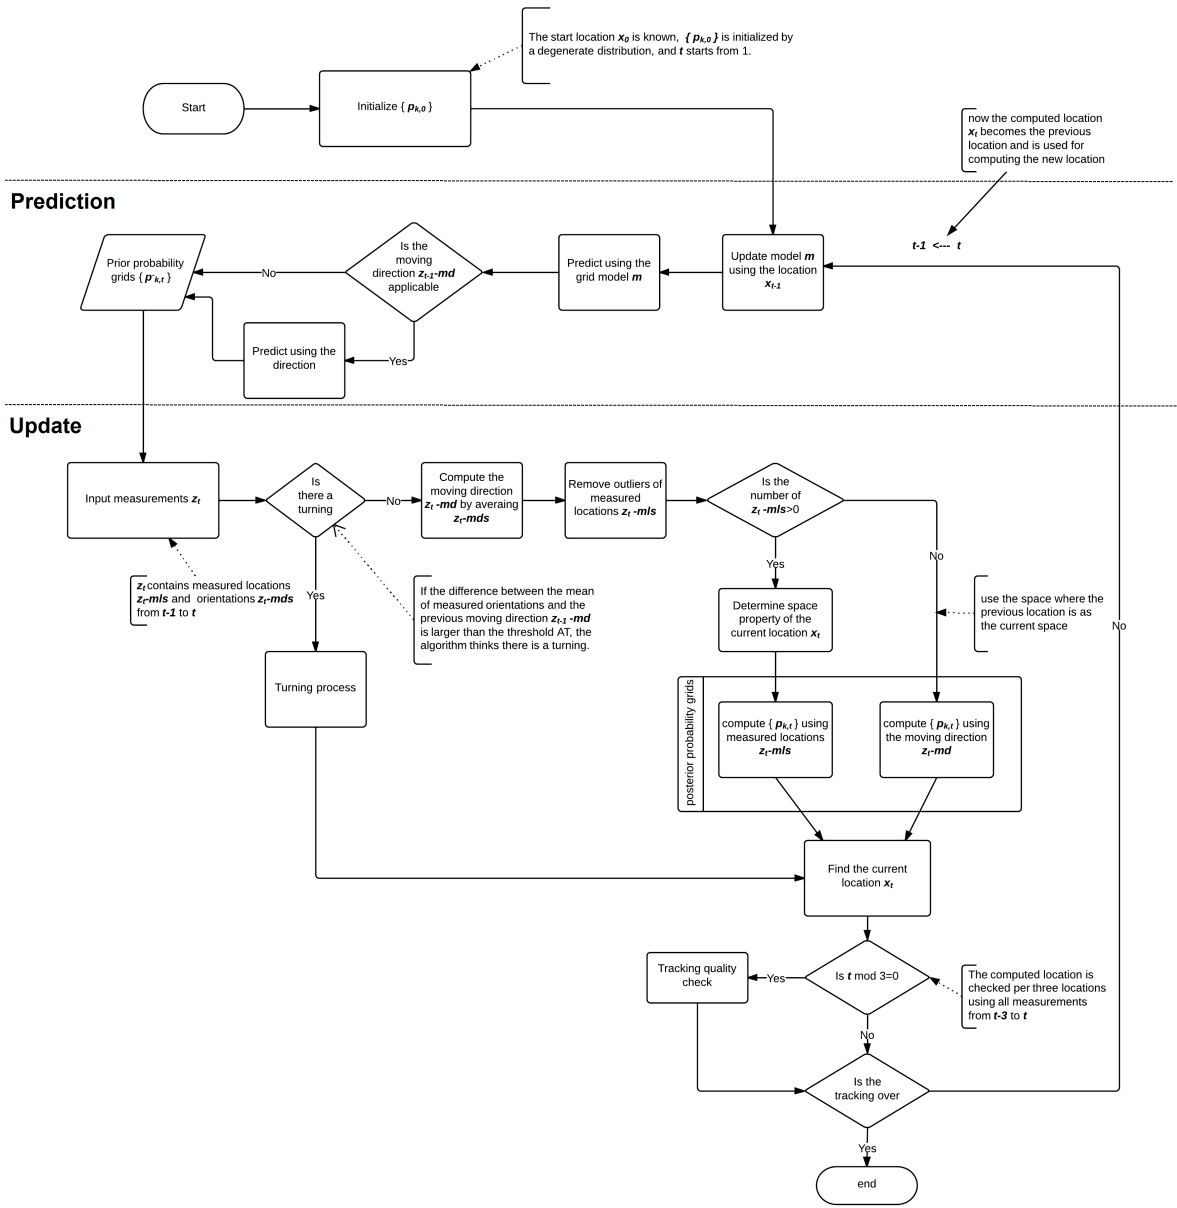 The start location x0 is known, { pk,0 } is initialized by
a degenerate distribution, and t starts from 1.
Start
Initialize { pk,0 }
now the computed location
xt becomes the previous
location and is used for
computing the new location
Prediction
t-1 <--- t
Prior probability
grids { p-k,t }
No
Is the
moving
direction zt-1-md
applicable
Predict using the
grid model m
Update model m
using the location
xt-1
Predict using the
direction
Yes
Update
Input measurements zt
Is
there a
turning
No
Compute the
moving direction
zt -md by averaing
zt-mds
Remove outliers of
measured
locations zt -mls
Is the
number of
zt -mls>0
No
Yes
zt contains measured locations
zt-mls and orientations zt-mds
from t-1 to t
Yes
If the difference between the mean
of measured orientations and the
previous moving direction zt-1 -md
is larger than the threshold AT, the
algorithm thinks there is a turning.
Determine space
property of the
current location xt
use the space where the
previous location is as
the current space
No
Turning process
posterior probability grids
compute { pk,t } using
measured locations
zt-mls
compute { pk,t } using
the moving direction
zt-md
Find the current
location xt
Tracking quality
check
Yes
Is t mod 3=0
The computed location is
checked per three locations
using all measurements
from t-3 to t
No
Is the
tracking over
Yes
end